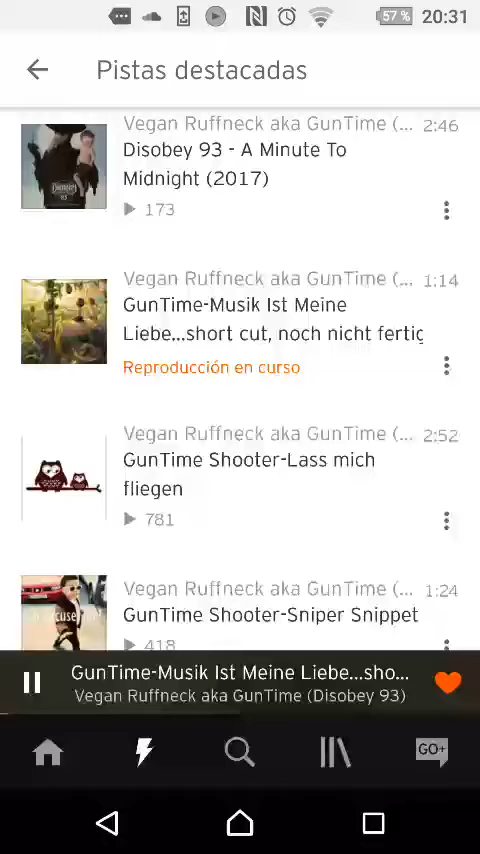 57 %
20:31
Pistas destacadas
Vegan Ruffneck aka GunTime (... 2:46
Disobey 93 - A Minute To
Midnight (2017)
173
Vegan Ruffneck aka GunTime (... 1:14
GunTime-Musik Ist Meine
Liebe...short cut, noch nicht fertig
Reproducción en curso
Vegan Ruffneck aka GunTime (... 2:52
GunTime Shooter-Lass mich
fliegen
781
Vegan Ruffneck aka GunTime (... 1:24
GunTime Shooter-Sniper Snippet
418
GunTime-Musik Ist Meine Liebe...sho...
Vegan Ruffneck aka GunTime (Disobey 93)
GO+